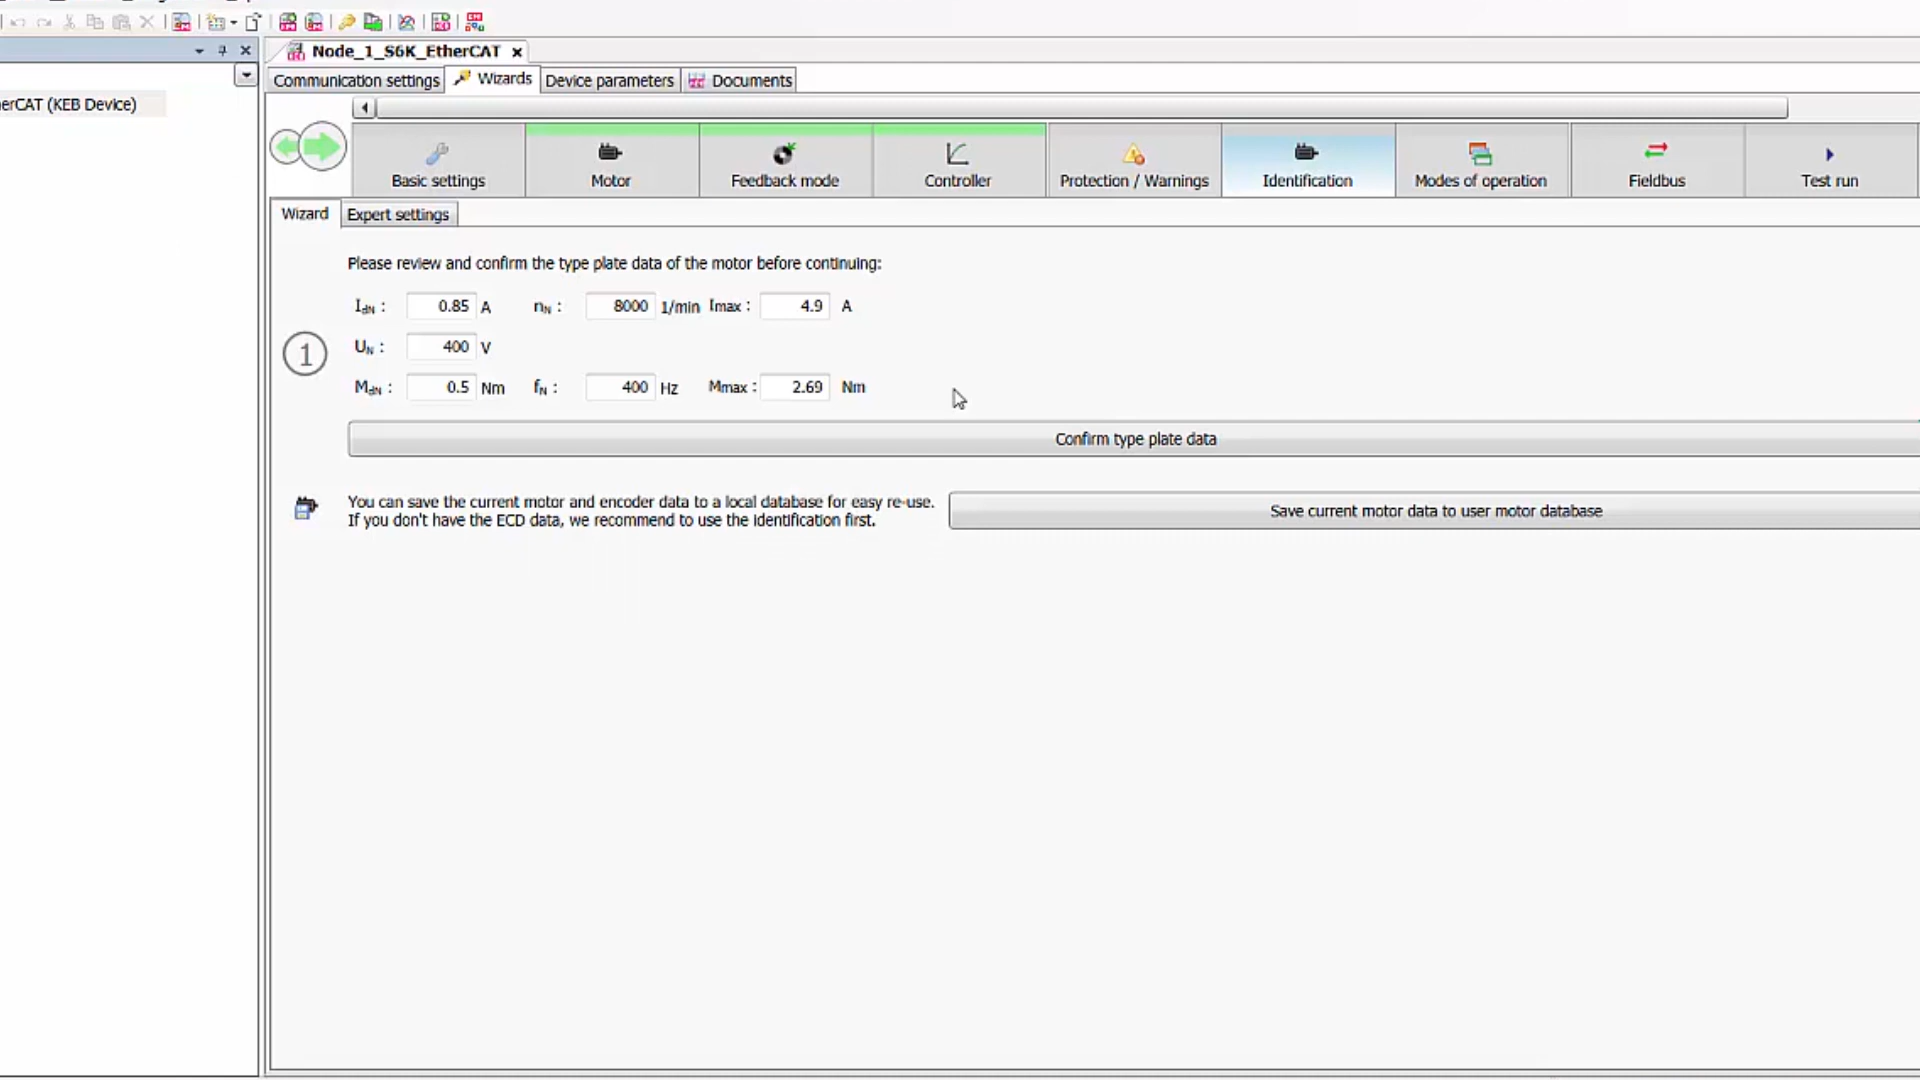 Node_1_S6K_EtherCAT
Communication settings Wizards Device parameters Documents
erCAT (KEB Device)
Basic settings Motor Feedback mode Controller Protection / Warnings Identification Modes of operation Fieldbus Test run
Wizard Expert settings
Please review and confirm the type plate data of the motor before continuing:
IdN : 0.85 A nN : 8000 1/min Imax : 4.9 A
1
UN : 400 V
MdN : 0.5 Nm fN : 400 Hz Mmax : 2.69 Nm
Confirm type plate data
You can save the current motor and encoder data to a local database for easy re-use.
If you don't have the ECD data, we recommend to use the identification first.
Save current motor data to user motor database